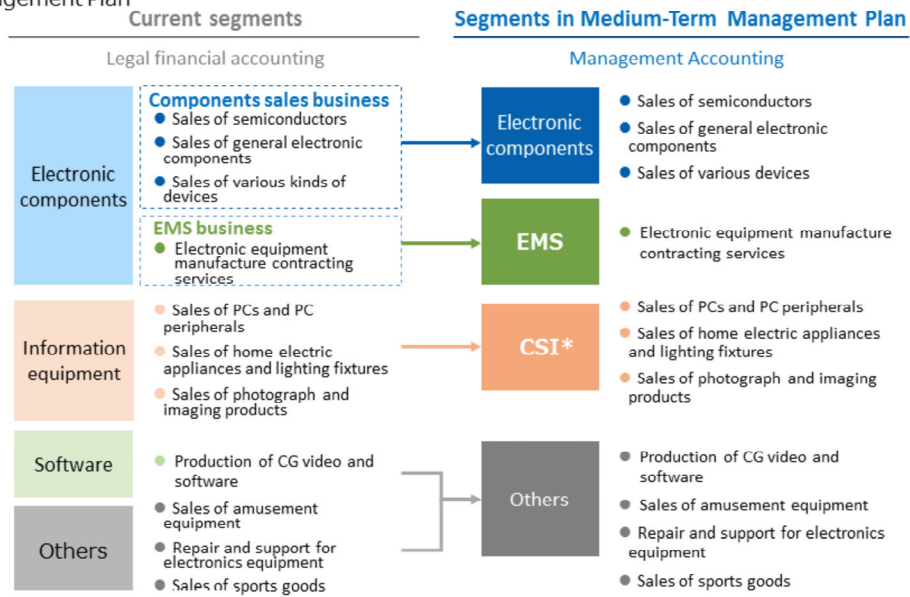 agement Plan
Current segments
Segments in Medium-Term Management Plan
Legal financial accounting
Management Accounting
Electronic
components
Components sales business
● Sales of semiconductors
● Sales of general electronic
components
● Sales of various kinds of
devices
EMS business
● Electronic equipment
manufacture contracting
services
Electronic
components
● Sales of semiconductors
● Sales of general electronic
components
● Sales of various devices
EMS
● Electronic equipment manufacture
contracting services
Information
equipment
● Sales of PCs and PC
peripherals
● Sales of home electric
appliances and lighting fixtures
● Sales of photograph and
imaging products
CSI*
● Sales of PCs and PC peripherals
● Sales of home electric appliances
and lighting fixtures
● Sales of photograph and imaging
products
Software
● Production of CG video and
software
Others
● Sales of amusement
equipment
● Repair and support for
electronics equipment
● Sales of sports goods
Others
● Production of CG video and
software
● Sales of amusement equipment
● Repair and support for electronics
equipment
● Sales of sports goods